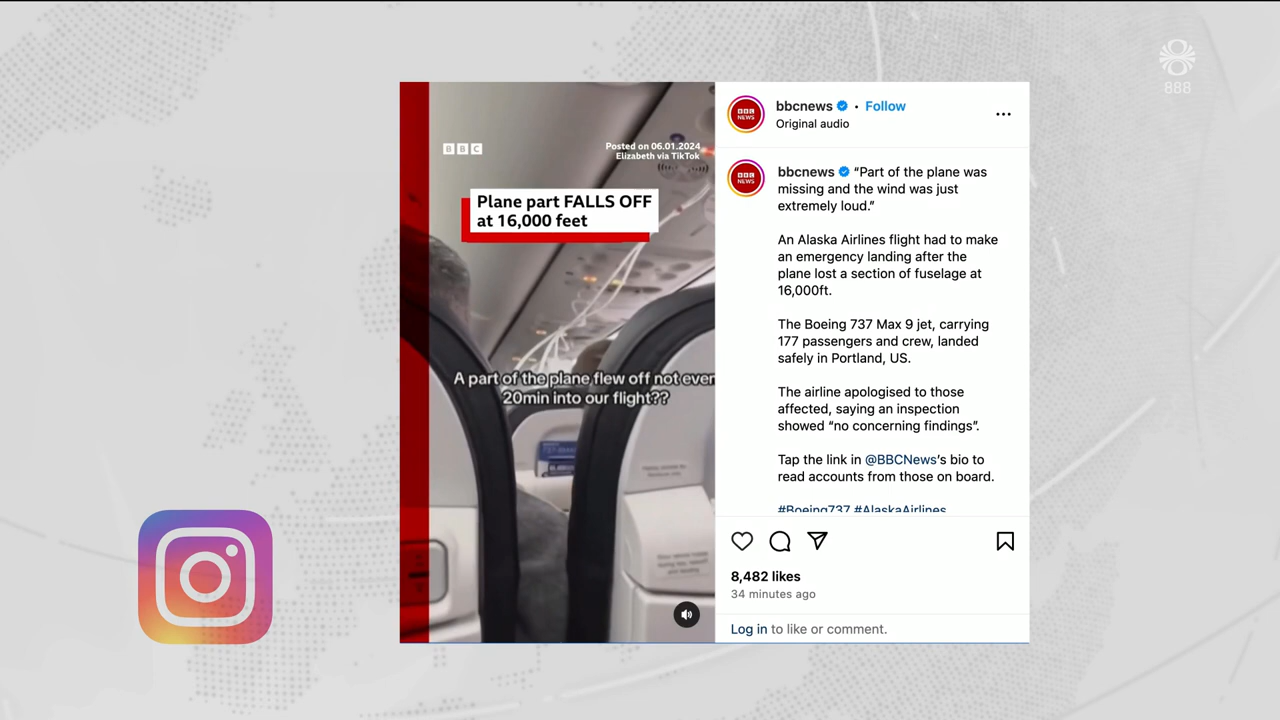 888
BBC
Posted on 06.01.2024
Elizabeth via TikTok
Plane part FALLS OFF
at 16,000 feet
A part of the plane flew off not even
20min into our flight??
BBC
NEWS
bbcnews • Follow
Original audio
BBC
NEWS
bbcnews “Part of the plane was
missing and the wind was just
extremely loud.”
An Alaska Airlines flight had to make
an emergency landing after the
plane lost a section of fuselage at
16,000ft.
The Boeing 737 Max 9 jet, carrying
177 passengers and crew, landed
safely in Portland, US.
The airline apologised to those
affected, saying an inspection
showed “no concerning findings”.
Tap the link in @BBCNews’s bio to
read accounts from those on board.
#Boeing737 #AlaskaAirlines
8,482 likes
34 minutes ago
Log in to like or comment.